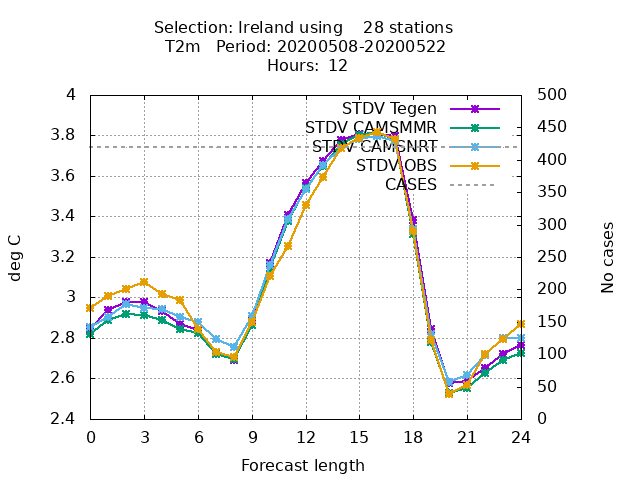 Selection: Ireland using    28 stations
T2m   Period: 20200508-20200522
Hours:  12
4
3.8
3.6
3.4
3.2
3
2.8
2.6
2.4
deg C
STDV Tegen
STDV CAMSMMR
STDV CAMSNRT
STDV OBS
CASES
500
450
400
350
300
250
200
150
100
50
0
No cases
0 3 6 9 12 15 18 21 24
Forecast length